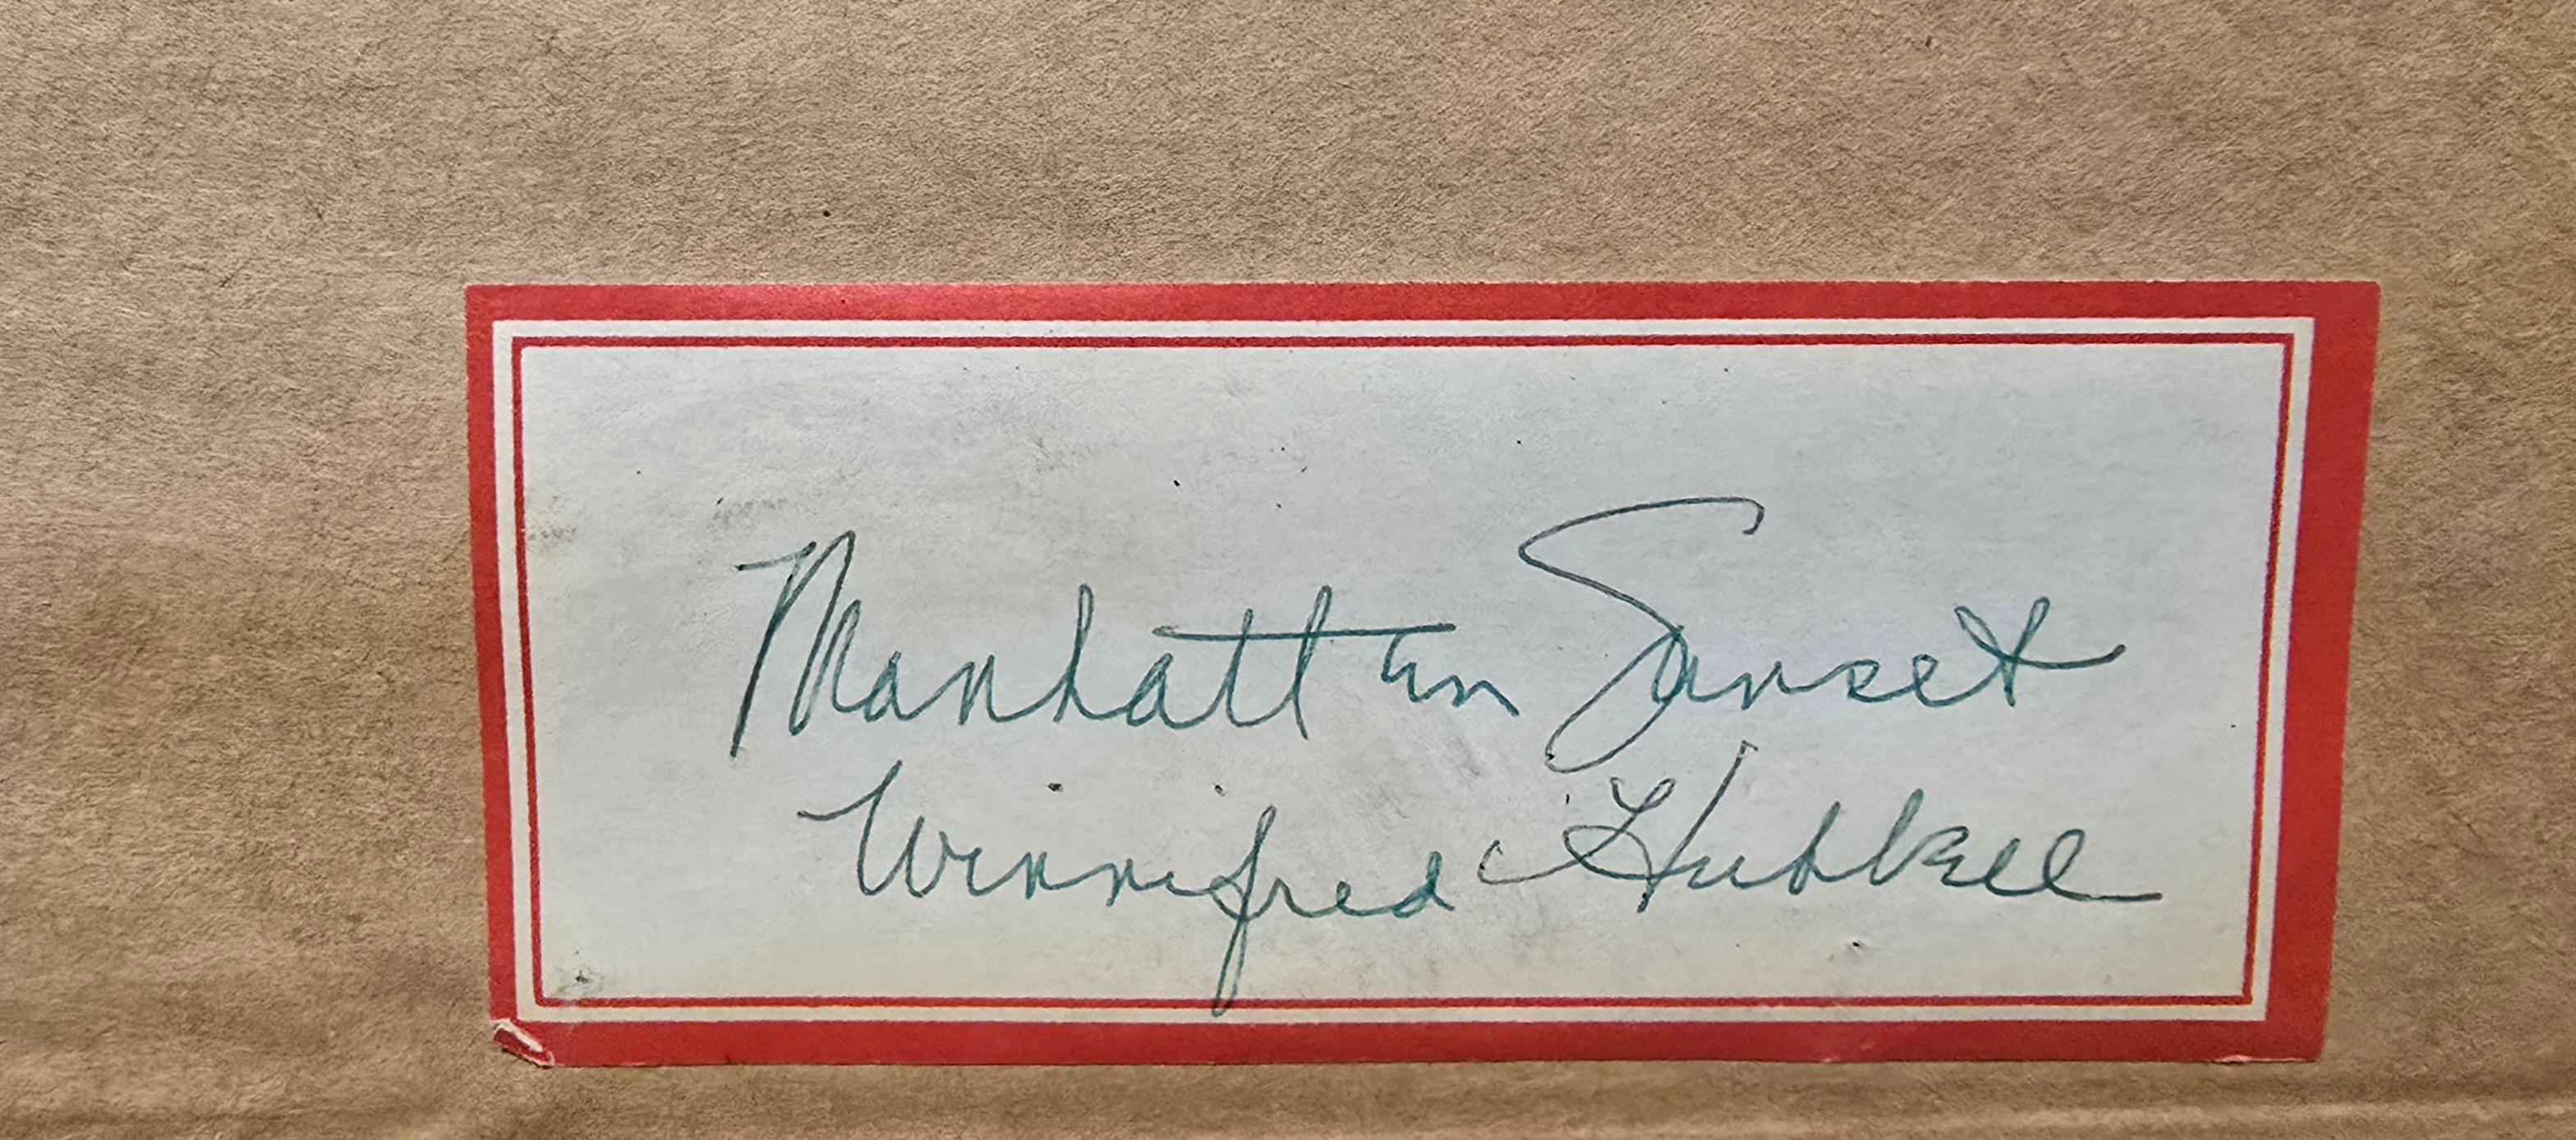 Manhattan Sunset
Winnifred Hubbell